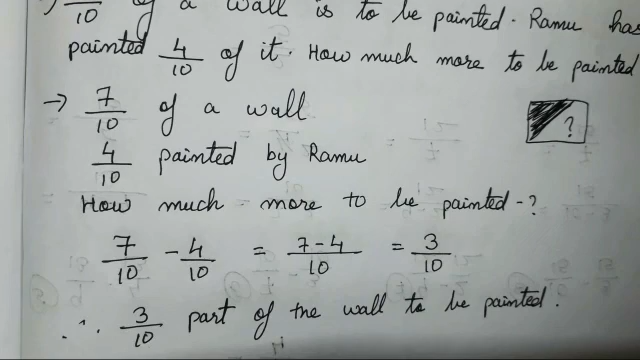 /10 of a wall is to be painted. Ramu has
painted 4/10 of it. How much more to be painted
→ 7/10 of a wall
?
4/10 painted by Ramu
How much more to be painted -?
7/10 - 4/10 = 7-4/10 = 3/10
∴ 3/10 part of the wall to be painted.